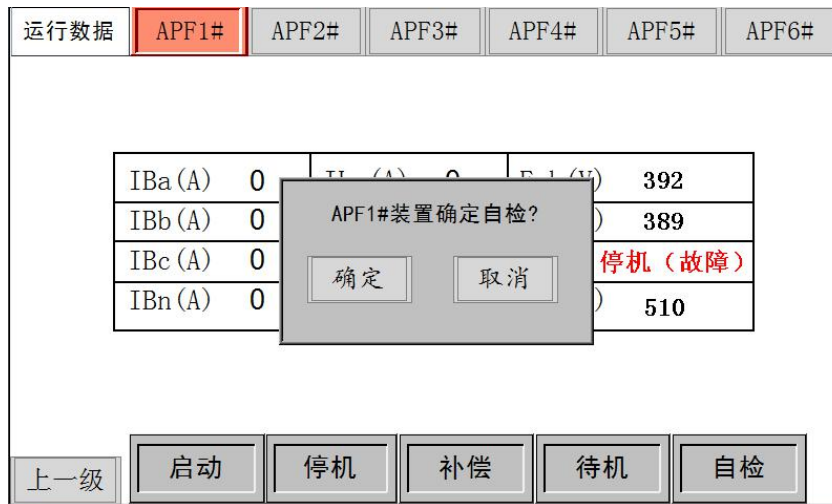 运行数据 APF1# APF2# APF3# APF4# APF5# APF6#
IBa(A) 0 (A) 0 (V) 392
IBb(A) 0 ) 389
IBc(A) 0 停机（故障）
IBn(A) 0 ) 510
APF1#装置确定自检?
确定 取消
上一级 启动 停机 补偿 待机 自检